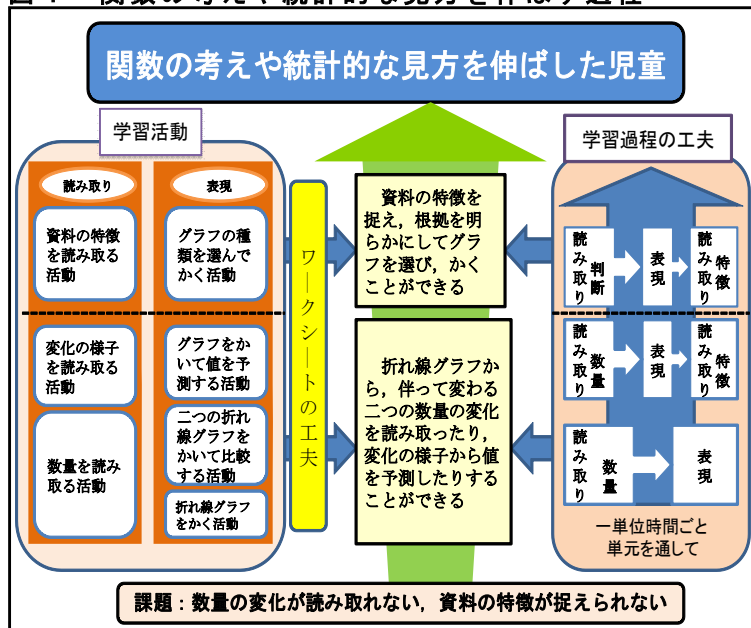 関数の考えや統計的な見方を伸ばした児童
学習活動
読み取り
表現
資料の特徴
を読み取る
活動
グラフの種
類を選んで
かく活動
変化の様子
を読み取る
活動
グラフをか
いて値を予
測する活動
数量を読み
取る活動
二つの折れ
線グラフを
かいて比較
する活動
折れ線グラフ
をかく活動
ワークシートの工夫
資料の特徴を
捉え，根拠を明
らかにしてグラ
フを選び，かく
ことができる
折れ線グラフか
ら，伴って変わる
二つの数量の変化
を読み取ったり，
変化の様子から値
を予測したりする
ことができる
学習過程の工夫
読み取り
判断
表現
読み取り
特徴
読み取り
数量
表現
読み取り
特徴
読み取り
数量
表現
一単位時間ごと
単元を通して
課題：数量の変化が読み取れない，資料の特徴が捉えられない